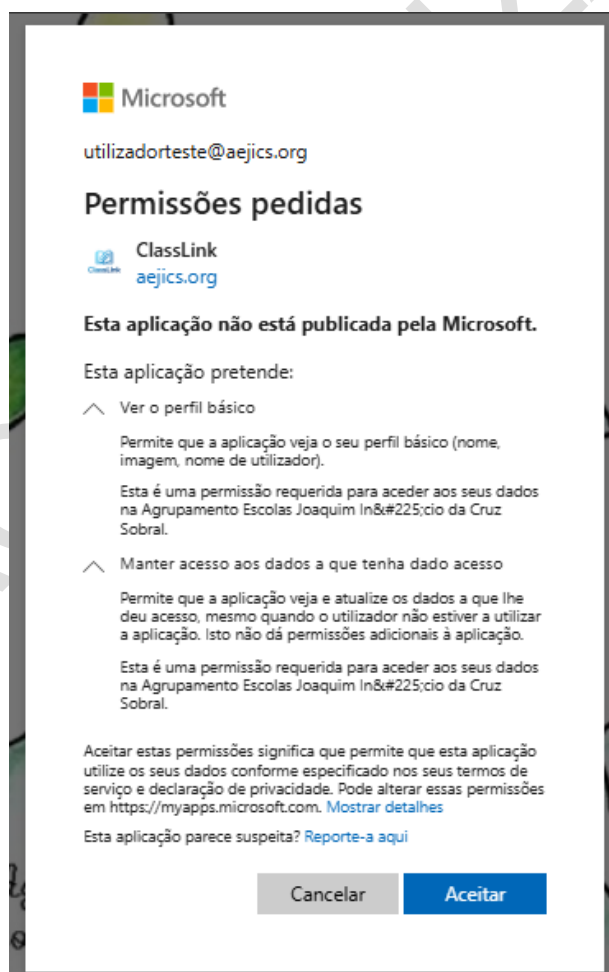 Microsoft
utilizadorteste@aejics.org
Permissões pedidas
ClassLink
aejics.org
Esta aplicação não está publicada pela Microsoft.
Esta aplicação pretende:
Ver o perfil básico
Permite que a aplicação veja o seu perfil básico (nome,
imagem, nome de utilizador).
Esta é uma permissão requerida para aceder aos seus dados
na Agrupamento Escolas Joaquim In&#225;cio da Cruz
Sobral.
Manter acesso aos dados a que tenha dado acesso
Permite que a aplicação veja e atualize os dados a que lhe
deu acesso, mesmo quando o utilizador não estiver a utilizar
a aplicação. Isto não dá permissões adicionais à aplicação.
Esta é uma permissão requerida para aceder aos seus dados
na Agrupamento Escolas Joaquim In&#225;cio da Cruz
Sobral.
Aceitar estas permissões significa que permite que esta aplicação
utilize os seus dados conforme especificado nos seus termos de
serviço e declaração de privacidade. Pode alterar essas permissões
em https://myapps.microsoft.com. Mostrar detalhes
Esta aplicação parece suspeita? Reporte-a aqui
Cancelar Aceitar